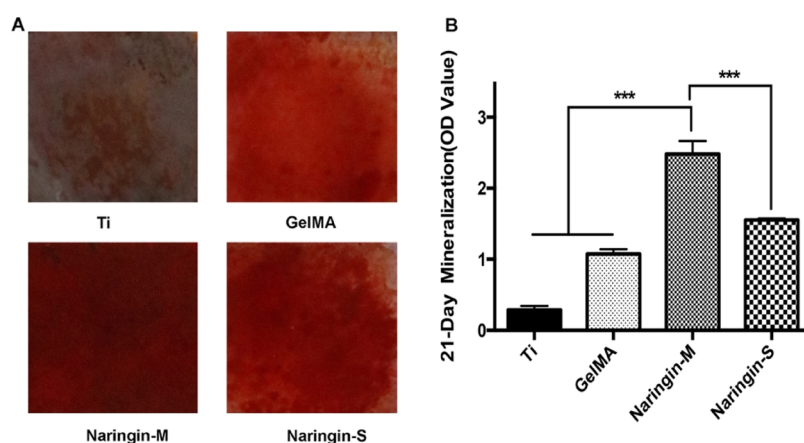 A
Ti
GelMA
Naringin-M
Naringin-S
B
21-Day Mineralization(OD Value)
3
2
1
0
***
***
Ti
GelMA
Naringin-M
Naringin-S